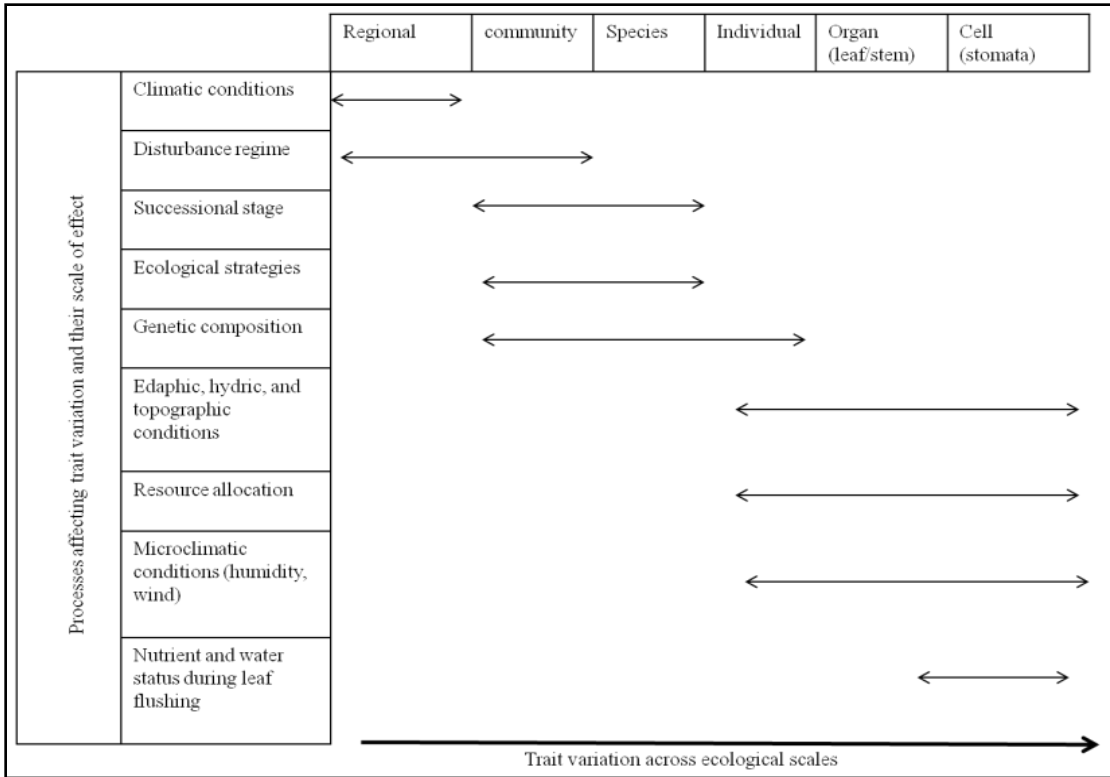 Regional
community
Species
Individual
Organ
(leaf/stem)
Cell
(stomata)
Processes affecting trait variation and their scale of effect
Climatic conditions
Disturbance regime
Successional stage
Ecological strategies
Genetic composition
Edaphic, hydric, and
topographic
conditions
Resource allocation
Microclimatic
conditions (humidity,
wind)
Nutrient and water
status during leaf
flushing
Trait variation across ecological scales